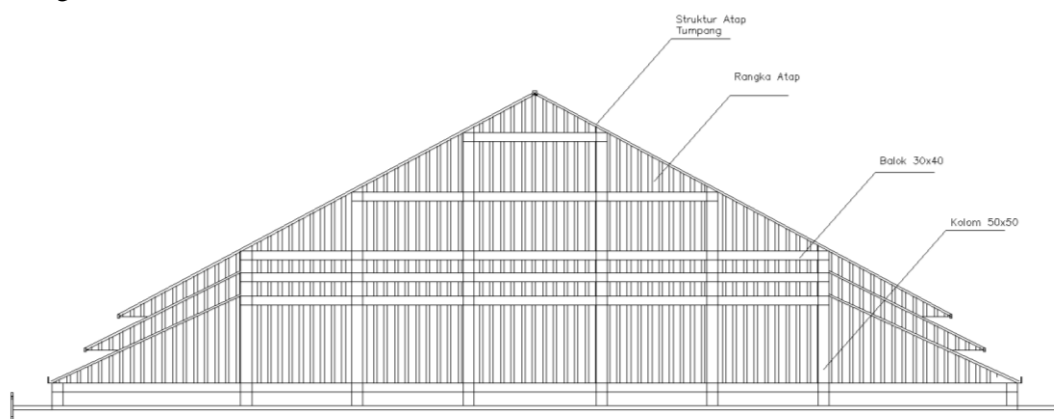 Struktur Atap
Tumpang
Rangka Atap
Balok 30x40
Kolom 50x50